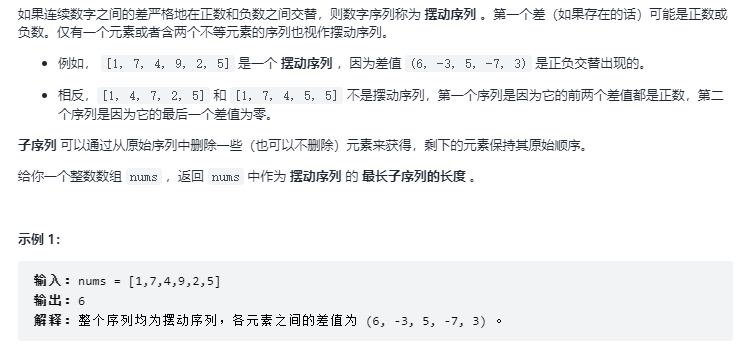 如果连续数字之间的差严格地在正数和负数之间交替，则数字序列称为 摆动序列 。第一个差（如果存在的话）可能是正数或
负数。仅有一个元素或者含两个不等元素的序列也视作摆动序列。
• 例如， [1, 7, 4, 9, 2, 5] 是一个 摆动序列 ，因为差值 (6, -3, 5, -7, 3) 是正负交替出现的。
• 相反，[1, 4, 7, 2, 5] 和 [1, 7, 4, 5, 5] 不是摆动序列，第一个序列是因为它的前两个差值都是正数，第二
个序列是因为它的最后一个差值为零。
子序列 可以通过从原始序列中删除一些（也可以不删除）元素来获得，剩下的元素保持其原始顺序。
给你一个整数数组 nums ，返回 nums 中作为 摆动序列 的 最长子序列的长度 。
示例 1：
输入：nums = [1,7,4,9,2,5]
输出：6
解释：整个序列均为摆动序列，各元素之间的差值为 (6, -3, 5, -7, 3) 。